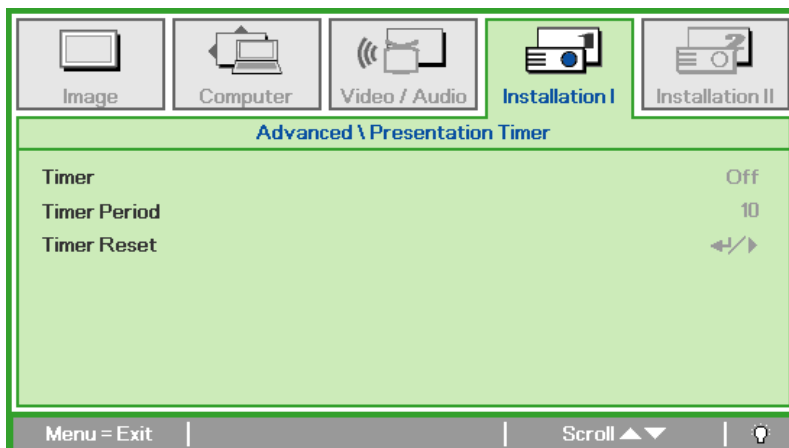 Image
Computer
Video / Audio
Installation I
Installation II
Advanced \ Presentation Timer
Timer Off
Timer Period 10
Timer Reset ↵/▶
Menu = Exit Scroll ▲▼